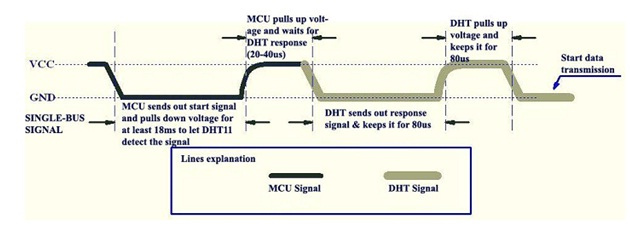 MCU pulls up volt-
age and waits for
DHT response
(20-40us)
DHT pulls up
voltage and
keeps it for
80us
Start data
transmission
VCC
GND
SINGLE-BUS
SIGNAL
MCU sends out start signal
and pulls down voltage for
at least 18ms to let DHT11
detect the signal
DHT sends out response
signal & keeps it for 80us
Lines explanation
MCU Signal
DHT Signal